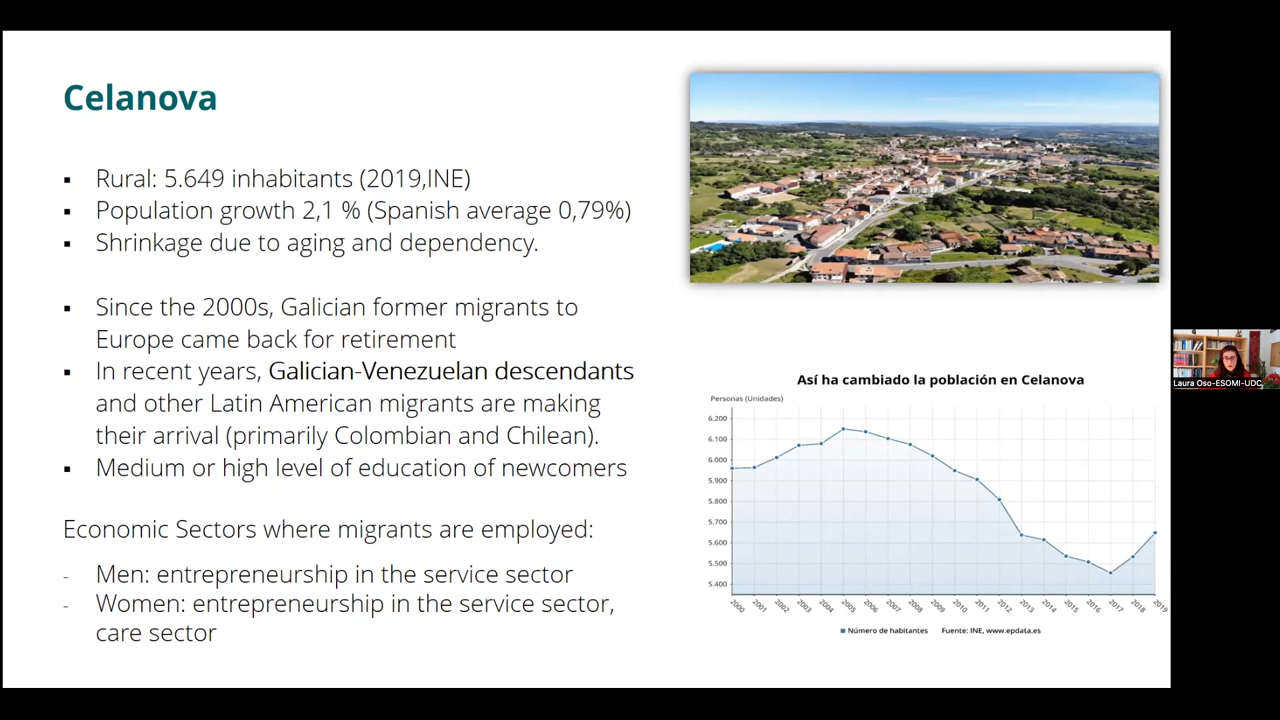 Celanova
▪ Rural: 5.649 inhabitants (2019,INE)
▪ Population growth 2,1 % (Spanish average 0,79%)
▪ Shrinkage due to aging and dependency.
▪ Since the 2000s, Galician former migrants to
Europe came back for retirement
▪ In recent years, Galician-Venezuelan descendants
and other Latin American migrants are making
their arrival (primarily Colombian and Chilean).
▪ Medium or high level of education of newcomers
Economic Sectors where migrants are employed:
- Men: entrepreneurship in the service sector
- Women: entrepreneurship in the service sector,
care sector
Así ha cambiado la población en Celanova
Personas (Unidades)
6.200
6.100
6.000
5.900
5.800
5.700
5.600
5.500
5.400
2000 2001 2002 2003 2004 2005 2006 2007 2008 2009 2010 2011 2012 2013 2014 2015 2016 2017 2018 2019
Número de habitantes Fuente: INE, www.epdata.es
Laura Oso-ESOMI-UDC